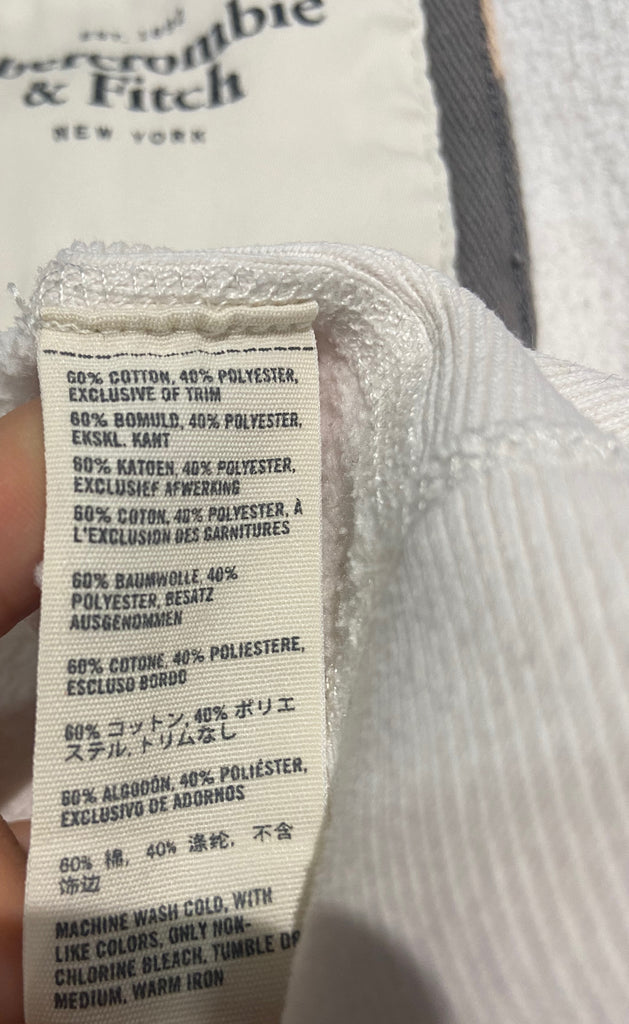 & Fitch
NEW YORK
60% COTTON, 40% POLYESTER,
EXCLUSIVE OF TRIM
60% BOMULD, 40% POLYESTER,
EKSKL. KANT
60% KATOEN, 40% POLYESTER,
EXCLUSIEF AFWERKING
60% COTON, 40% POLYESTER, À
L'EXCLUSION DES GARNITURES
60% BAUMWOLLE, 40%
POLYESTER, BESATZ
AUSGENOMMEN
60% COTONE, 40% POLIESTERE,
ESCLUSO BORDO
60% コットン, 40% ポリエ
ステル, トリムなし
60% ALGODÓN, 40% POLIÉSTER,
EXCLUSIVO DE ADORNOS
60% 棉, 40% 涤纶, 不含
饰边
MACHINE WASH COLD, WITH
LIKE COLORS, ONLY NON-
CHLORINE BLEACH, TUMBLE
MEDIUM, WARM IRON